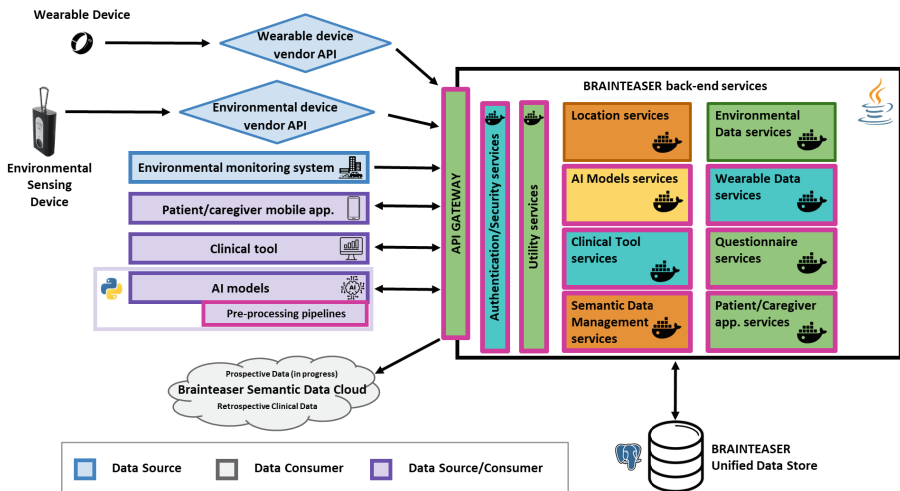 Wearable Device
Wearable device
vendor API
Environmental device
vendor API
Environmental
Sensing
Device
Environmental monitoring system
Patient/caregiver mobile app.
Clinical tool
AI models
AI
Pre-processing pipelines
API GATEWAY
BRAINTEASER back-end services
Authentication/Security services
Utility services
Location services
Environmental
Data services
AI Models services
Wearable Data
services
Clinical Tool
services
Questionnaire
services
Semantic Data
Management
services
Patient/Caregiver
app. services
Prospective Data (in progress)
Brainteaser Semantic Data Cloud
Retrospective Clinical Data
BRAINTEASER
Unified Data Store
Data Source
Data Consumer
Data Source/Consumer